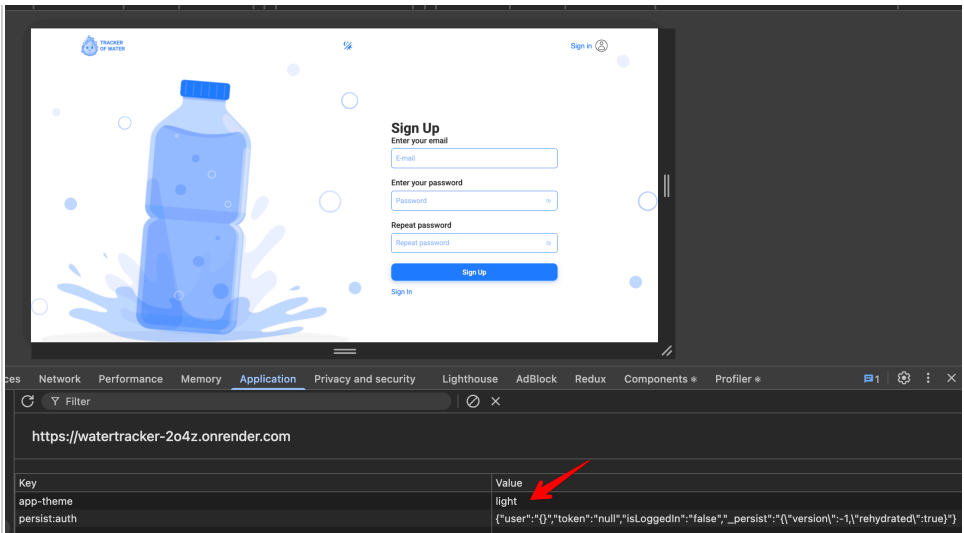 TRACKER
OF WATER
Sign in
Sign Up
Enter your email
E-mail
Enter your password
Password
Repeat password
Repeat password
Sign Up
Sign In
Network Performance Memory Application Privacy and security Lighthouse AdBlock Redux Components Profiler 1
Filter
https://watertracker-2o4z.onrender.com
Key Value
app-theme light
persist:auth {"user":"{}","token":"null","isLoggedIn":"false","_persist":"{\"version\":-1,\"rehydrated\":true}"}